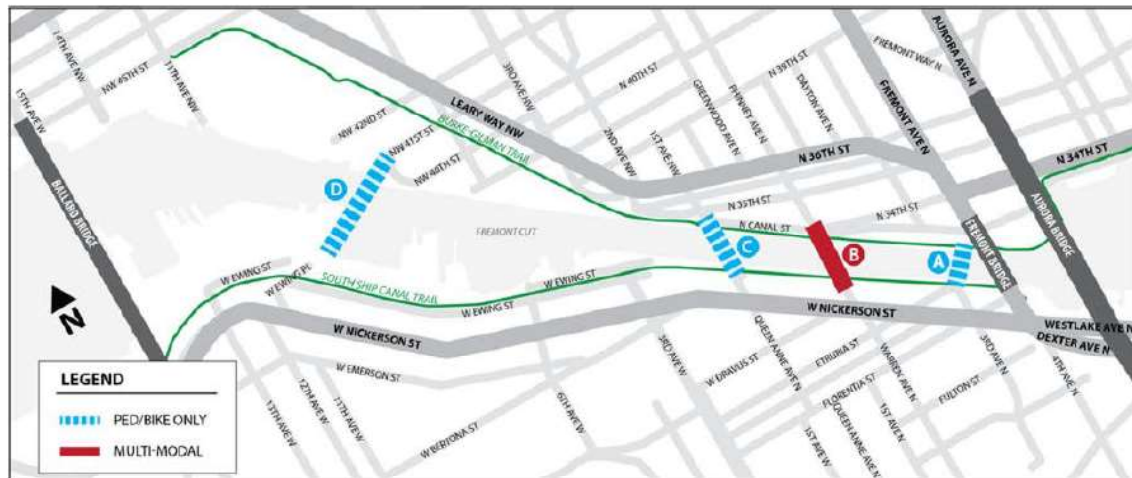 14TH AVE NW
15TH AVE W
NW 45TH ST
11TH AVE NW
3RD AVE NW
LEARY WAY NW
NW 42ND ST
NW 41ST ST
NW 40TH ST
BURKE-GILMAN TRAIL
N 40TH ST
2ND AVE NW
1ST AVE NW
GREENWOOD AVE N
PHINNEY AVE N
N 39TH ST
DAYTON AVE N
FREMONT WAY N
FREMONT AVE N
AURORA AVE N
N 36TH ST
N 35TH ST
N 34TH ST
N 34TH ST
N CANAL ST
BALLARD BRIDGE
FREMONT CUT
FREMONT BRIDGE
AURORA BRIDGE
D
C
B
A
W EWING ST
W EWING PL
SOUTH SHIP CANAL TRAIL
W EWING ST
W EWING ST
W NICKERSON ST
W NICKERSON ST
WESTLAKE AVE N
DEXTER AVE N
N
W EMERSON ST
13TH AVE W
12TH AVE W
11TH AVE W
W BERTONA ST
6TH AVE W
3RD AVE W
W DRAVUS ST
QUEEN ANNE AVE N
ETRURIA ST
WARREN AVE N
FLORENTIA ST
FULTON ST
3RD AVE N
4TH AVE N
1ST AVE W
QUEEN ANNE AVE N
1ST AVE N
LEGEND
PED/BIKE ONLY
MULTI-MODAL